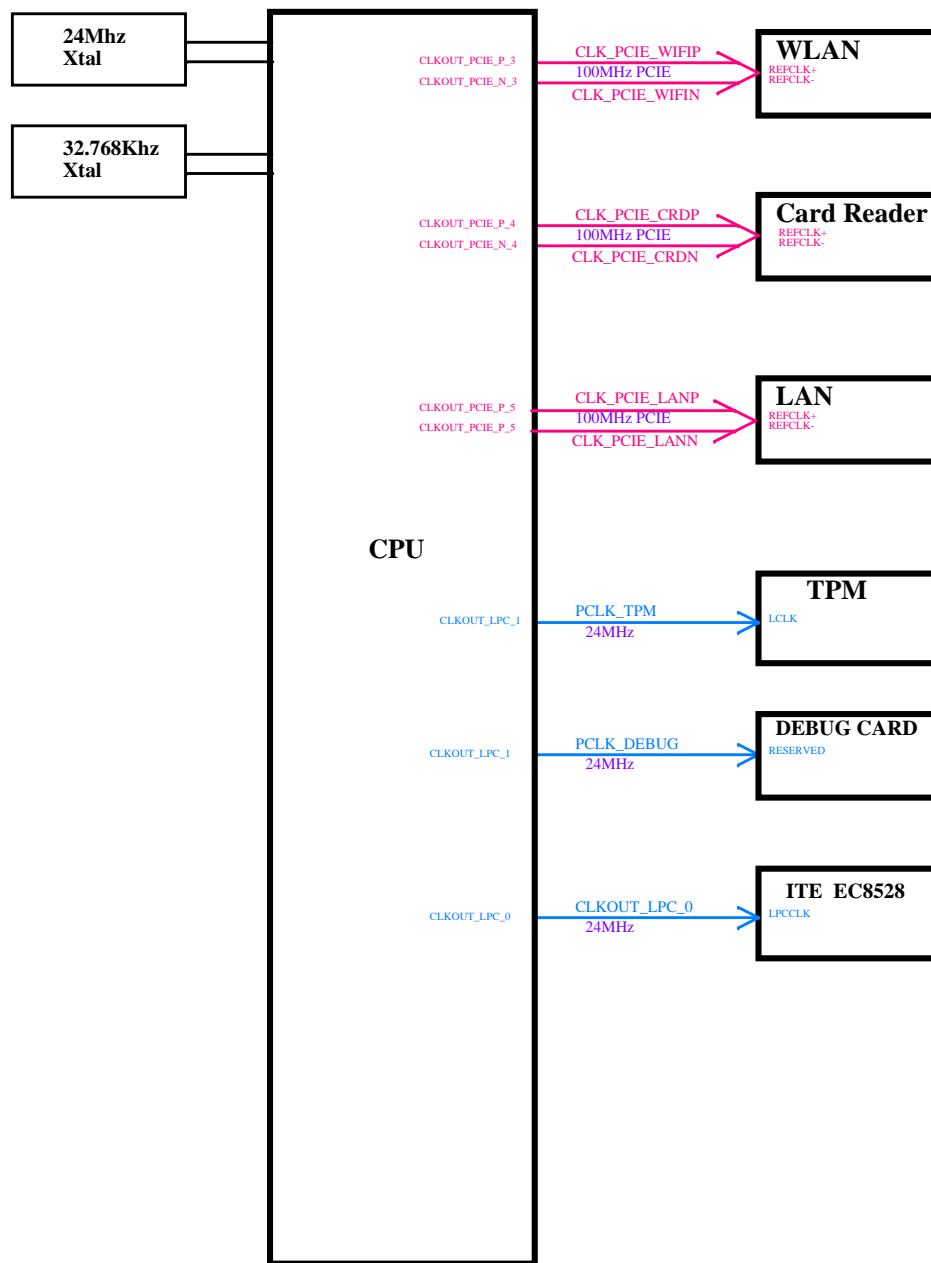 24Mhz
Xtal
32.768Khz
Xtal
CPU
CLKOUT_PCIE_P_3
CLKOUT_PCIE_N_3
CLK_PCIE_WIFIP
100MHz PCIE
CLK_PCIE_WIFIN
WLAN
REFCLK+
REFCLK-
CLKOUT_PCIE_P_4
CLKOUT_PCIE_N_4
CLK_PCIE_CRDP
100MHz PCIE
CLK_PCIE_CRDN
Card Reader
REFCLK+
REFCLK-
CLKOUT_PCIE_P_5
CLKOUT_PCIE_P_5
CLK_PCIE_LANP
100MHz PCIE
CLK_PCIE_LANN
LAN
REFCLK+
REFCLK-
CLKOUT_LPC_1
PCLK_TPM
24MHz
TPM
LCLK
CLKOUT_LPC_1
PCLK_DEBUG
24MHz
DEBUG CARD
RESERVED
CLKOUT_LPC_0
CLKOUT_LPC_0
24MHz
ITE EC8528
LPCCLK